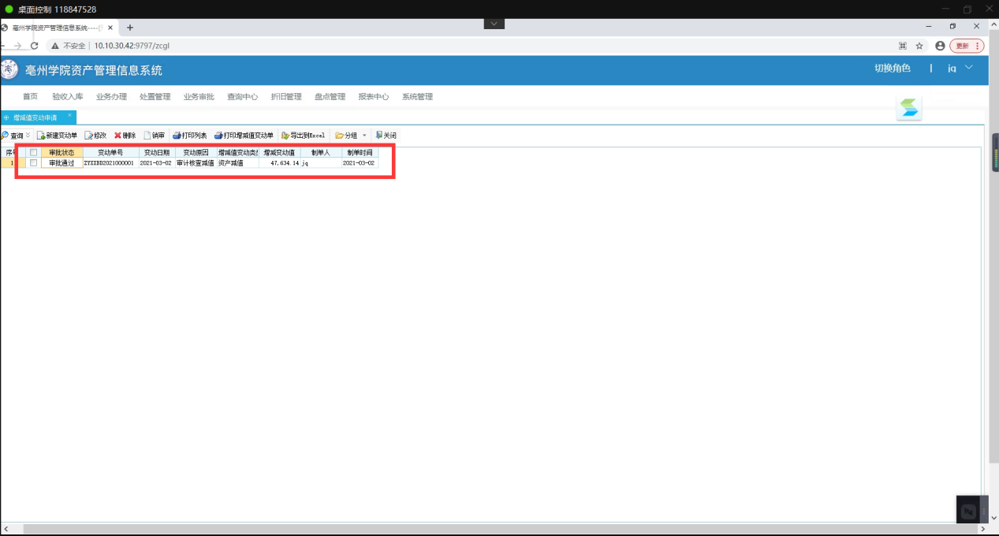 桌面控制 118847528
亳州学院资产管理信息系统----[
不安全 10.10.30.42:9797/zcgl 更新
亳州学院资产管理信息系统 切换角色 | jq
首页 验收入库 业务办理 处置管理 业务审批 查询中心 折旧管理 盘点管理 报表中心 系统管理
增减值变动申请
查询 新建变动单 修改 删除 销审 打印列表 打印增减值变动单 导出到Excel 分组 关闭
序号 审批状态 变动单号 变动日期 变动原因 增减值变动类 增减变动值 制单人 制单时间
1 审批通过 ZYXXBD2021000001 2021-03-02 审计核查减值 资产减值 47,634.14 jq 2021-03-02